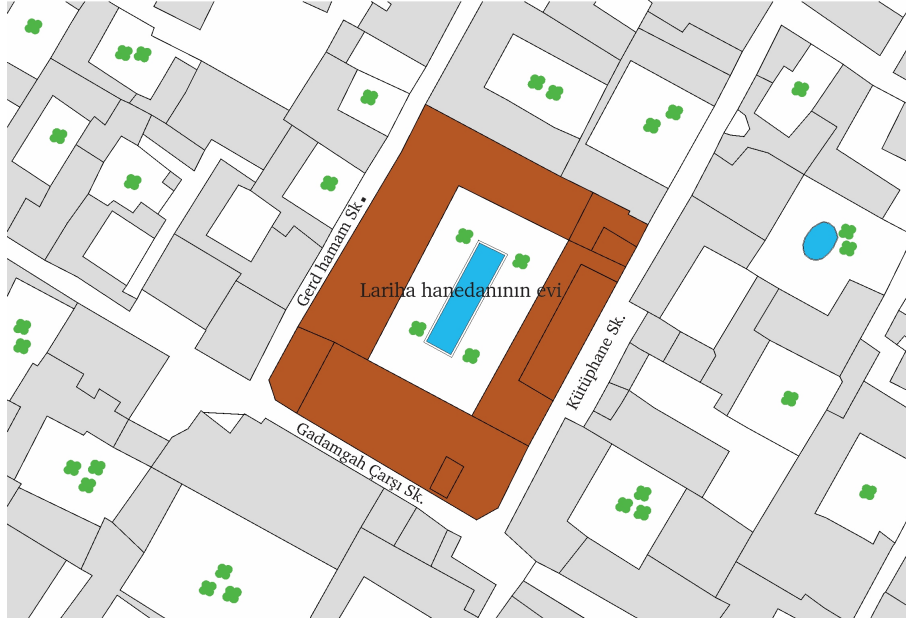 Gerd hamam Sk.
Lariha hanedanının evi
Kütüphane Sk.
Gadamgah Çarşı Sk.